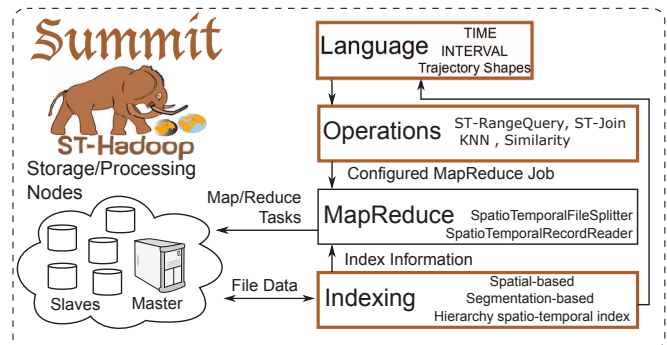 Summit
ST-Hadoop
Storage/Processing
Nodes
Slaves
Master
Map/Reduce
Tasks
File Data
Language
TIME
INTERVAL
Trajectory Shapes
Operations
ST-RangeQuery, ST-Join
KNN , Similarity
Configured MapReduce Job
MapReduce
SpatioTemporalFileSplitter
SpatioTemporalRecordReader
Index Information
Indexing
Spatial-based
Segmentation-based
Hierarchy spatio-temporal index